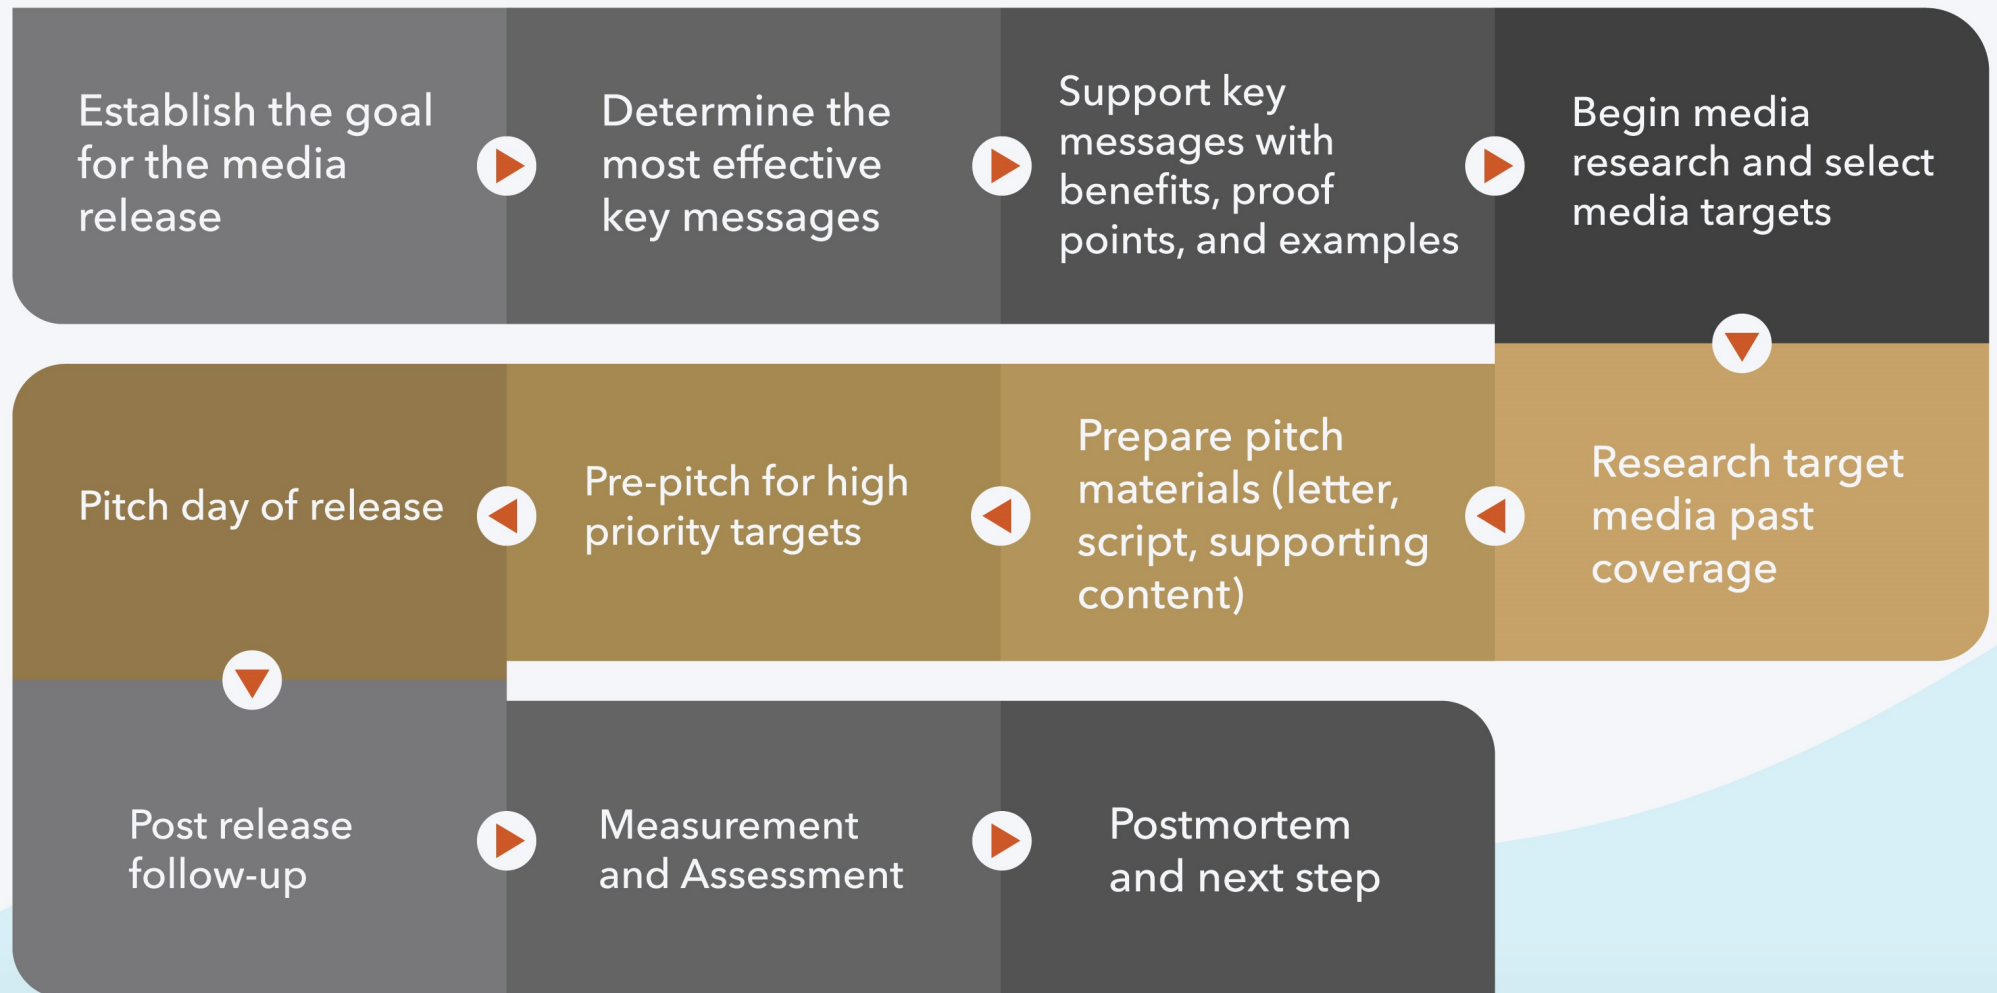 Establish the goal
for the media
release
Determine the
most effective
key messages
Support key
messages with
benefits, proof
points, and examples
Begin media
research and select
media targets
Research target
media past
coverage
Prepare pitch
materials (letter,
script, supporting
content)
Pre-pitch for high
priority targets
Pitch day of release
Post release
follow-up
Measurement
and Assessment
Postmortem
and next step